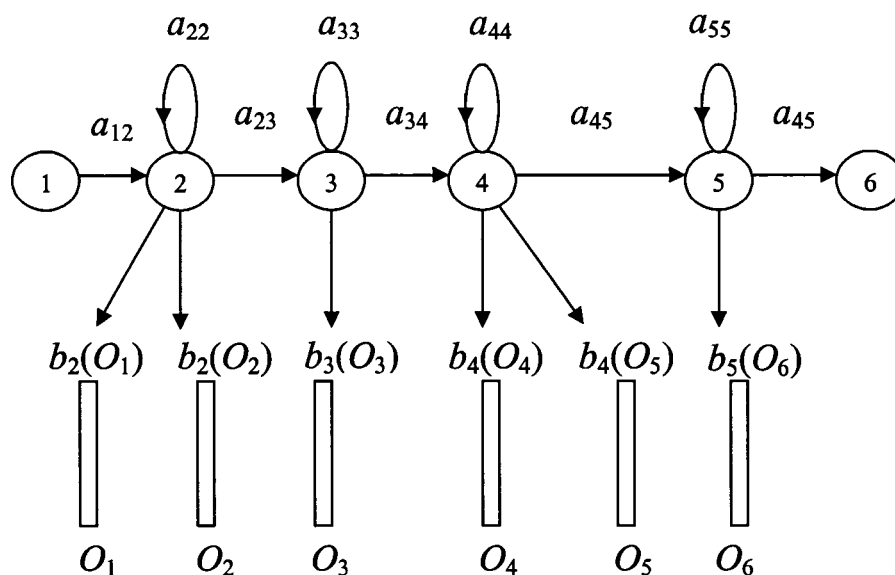 a₂₂ a₃₃ a₄₄ a₅₅
a₁₂ a₂₃ a₃₄ a₄₅ a₄₅
1 2 3 4 5 6
b₂(O₁) b₂(O₂) b₃(O₃) b₄(O₄) b₄(O₅) b₅(O₆)
O₁ O₂ O₃ O₄ O₅ O₆